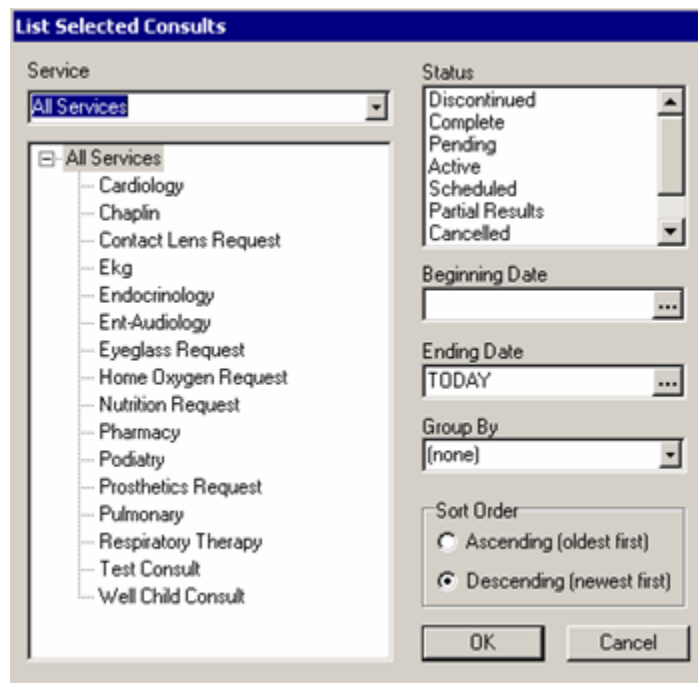 List Selected Consults
Service
All Services
All Services
Cardiology
Chaplin
Contact Lens Request
Ekg
Endocrinology
Ent-Audiology
Eyeglass Request
Home Oxygen Request
Nutrition Request
Pharmacy
Podiatry
Prosthetics Request
Pulmonary
Respiratory Therapy
Test Consult
Well Child Consult
Status
Discontinued
Complete
Pending
Active
Scheduled
Partial Results
Cancelled
Beginning Date
...
Ending Date
TODAY ...
Group By
(none)
Sort Order
Ascending (oldest first)
Descending (newest first)
OK Cancel